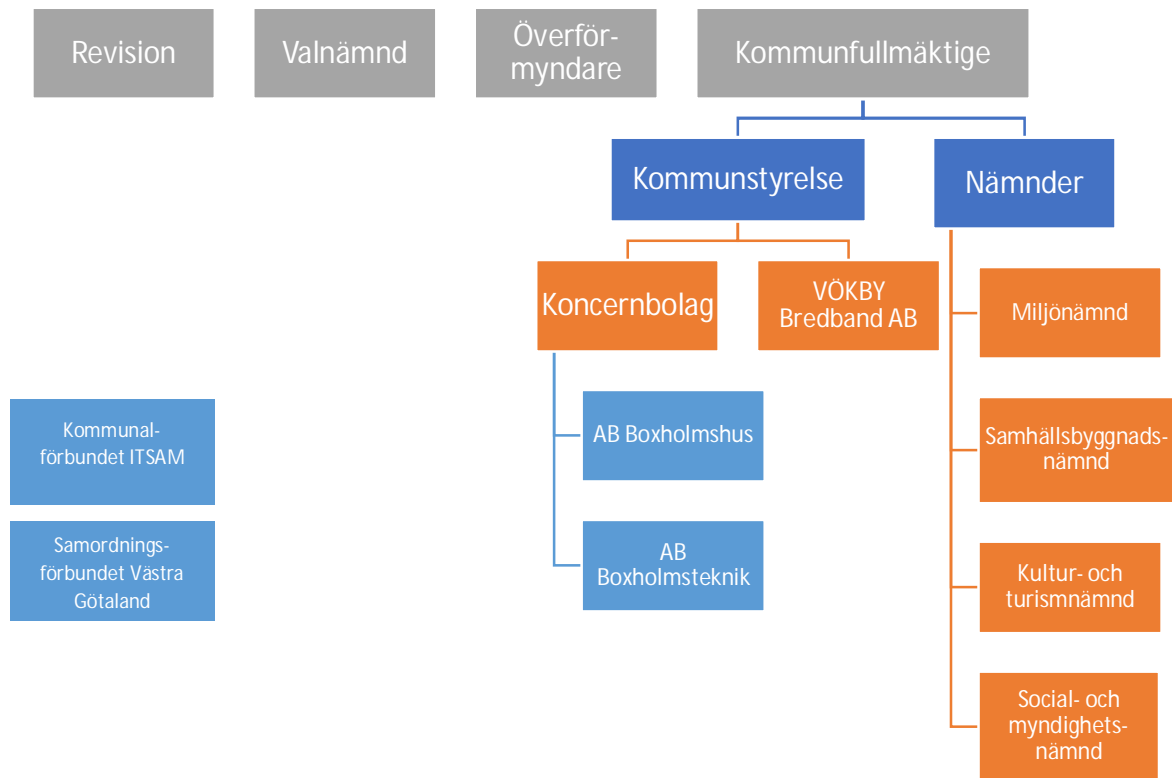 Revision
Valnämnd
Överför-
myndare
Kommunfullmäktige
Kommunstyrelse
Nämnder
Koncernbolag
VÖKBY
Bredband AB
Miljönämnd
Kommunal-
förbundet ITSAM
AB Boxholmshus
Samhällsbyggnads-
nämnd
Samordnings-
förbundet Västra
Götaland
AB
Boxholmsteknik
Kultur- och
turismnämnd
Social- och
myndighets-
nämnd